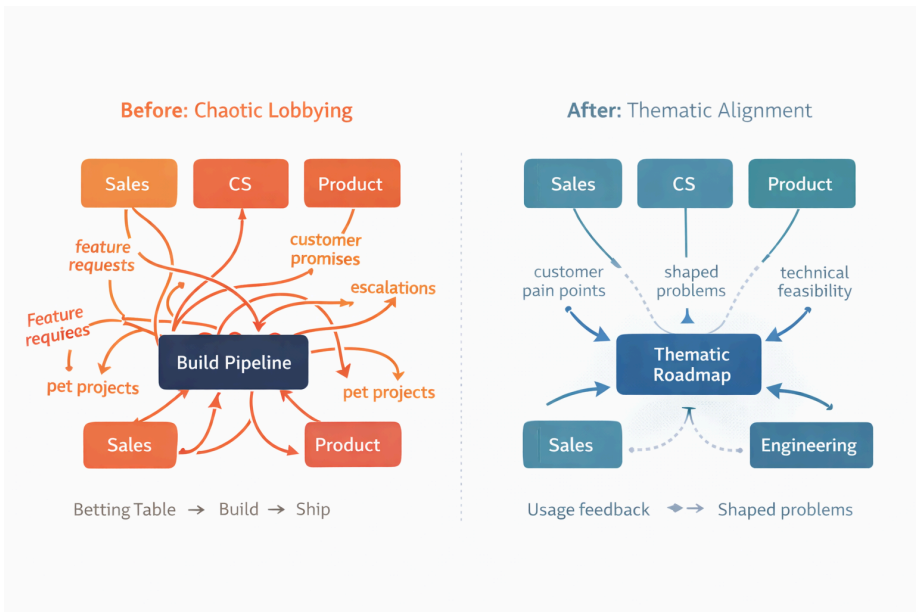 Before: Chaotic Lobbying
Sales
CS
Product
feature
requests
customer
promises
escalations
Feature
requiecs
pet projects
Build Pipeline
pet projects
Sales
Product
Betting Table → Build → Ship
After: Thematic Alignment
Sales
CS
Product
customer
pain points
shaped
problems
technical
feasibility
Thematic
Roadmap
Sales
Engineering
Usage feedback ◆→ Shaped problems